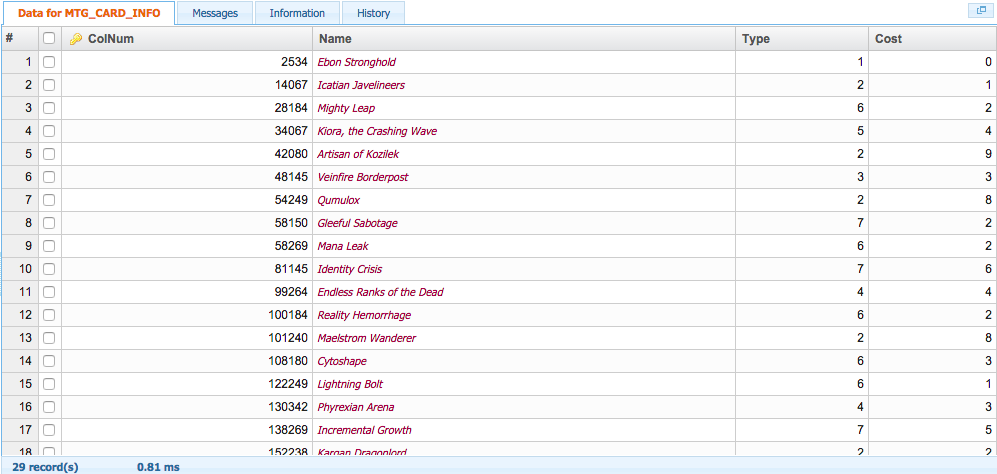 Data for MTG_CARD_INFO Messages Information History
# ColNum Name Type Cost
1 2534 Ebon Stronghold 1 0
2 14067 Icatian Javelineers 2 1
3 28184 Mighty Leap 6 2
4 34067 Kiora, the Crashing Wave 5 4
5 42080 Artisan of Kozilek 2 9
6 48145 Veinfire Borderpost 3 3
7 54249 Qumulox 2 8
8 58150 Gleeful Sabotage 7 2
9 58269 Mana Leak 6 2
10 81145 Identity Crisis 7 6
11 99264 Endless Ranks of the Dead 4 4
12 100184 Reality Hemorrhage 6 2
13 101240 Maelstrom Wanderer 2 8
14 108180 Cytoshape 6 3
15 122249 Lightning Bolt 6 1
16 130342 Phyrexian Arena 4 3
17 138269 Incremental Growth 7 5
18 152238 Kargan Dragonlord 2 2
29 record(s) 0.81 ms